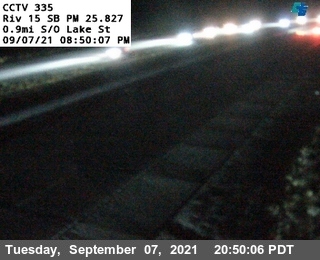 CCTV 335
Riv 15 SB PM 25.827
0.9mi S/O Lake St
09/07/21 08:50:07 PM
Tuesday, September 07, 2021 20:50:06 PDT